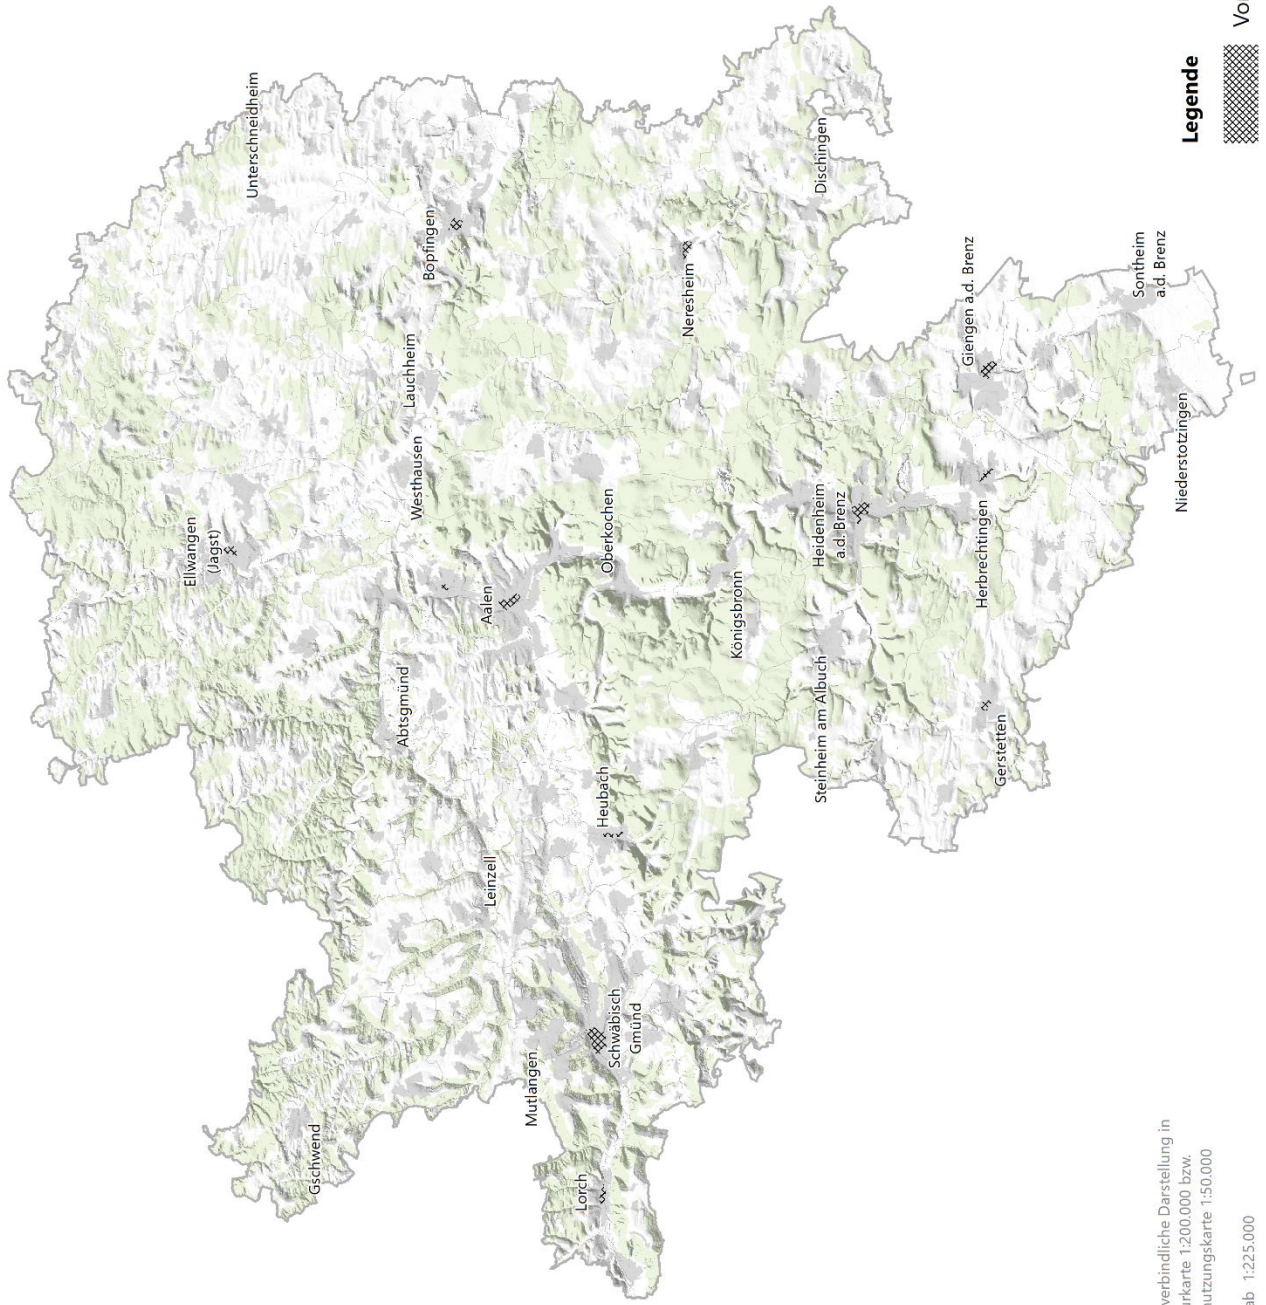 Ellwangen
(Jagst)
Unterschneidheim
Gschwend
Abtsgmünd
Lauchheim
Westhausen
Bopfingen
Aalen
Leinzell
Mutlangen
Lorch
Heubach
Oberkochen
Schwäbisch
Gmünd
Neresheim
Königsbronn
Steinheim am Albuch
Heidenheim
a.d. Brenz
Dischingen
Giengen a.d. Brenz
Herbrechtingen
Gerstetten
Sontheim
a.d. Brenz
Niederstotzingen
verbindliche Darstellung in
rkarte 1:200.000 bzw.
utzungskarte 1:50.000
ab 1:225.000
Legende